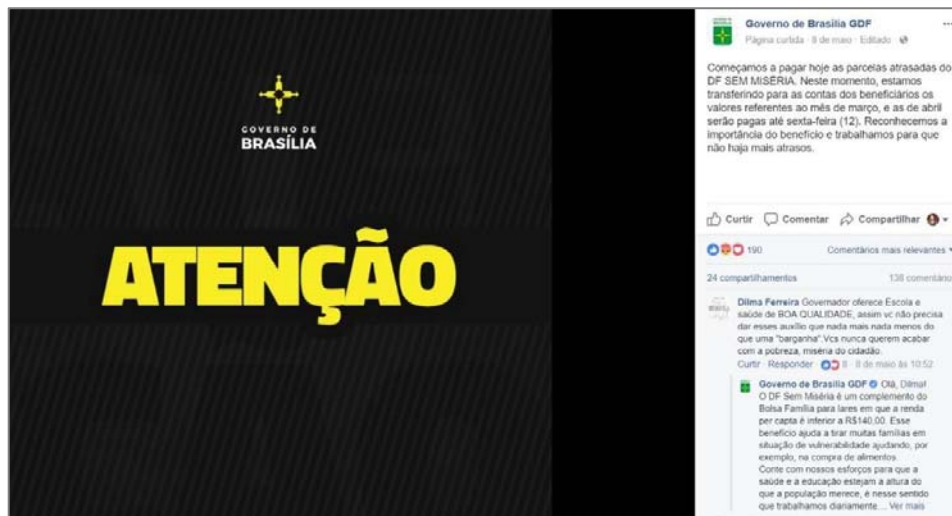 GOVERNO DE
BRASÍLIA
ATENÇÃO
Governo de Brasília GDF
Página curtida · 8 de maio · Editado ·
Começamos a pagar hoje as parcelas atrasadas do
DF SEM MISÉRIA. Neste momento, estamos
transferindo para as contas dos beneficiários os
valores referentes ao mês de março, e as de abril
serão pagas até sexta-feira (12). Reconhecemos a
importância do benefício e trabalhamos para que
não haja mais atrasos.
Curtir Comentar Compartilhar
190 Comentários mais relevantes
24 compartilhamentos 138 comentário
Dilma Ferreira Governador oferece Escola e
saúde de BOA QUALIDADE, assim vc não precisa
dar esses auxílio que nada mais nada menos do
que uma "barganha".Vcs nunca querem acabar
com a pobreza, miséria do cidadão.
Curtir · Responder · 8 · 8 de maio às 10:52
Governo de Brasília GDF Olá, Dilma!
O DF Sem Miséria é um complemento do
Bolsa Família para lares em que a renda
per capta é inferior a R$140,00. Esse
benefício ajuda a tirar muitas famílias em
situação de vulnerabilidade ajudando, por
exemplo, na compra de alimentos.
Conte com nossos esforços para que a
saúde e a educação estejam a altura do
que a população merece, é nesse sentido
que trabalhamos diariamente... Ver mais